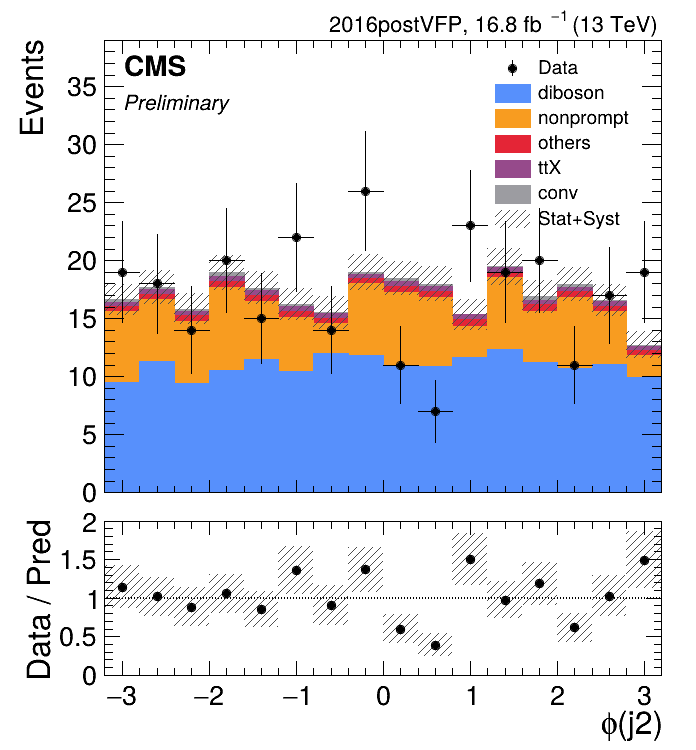 2016postVFP, 16.8 fb⁻¹ (13 TeV)
CMS
Preliminary
Data
diboson
nonprompt
others
ttX
conv
Stat+Syst
Events
35
30
25
20
15
10
5
0
Data / Pred
2
1.5
1
0.5
0
−3 −2 −1 0 1 2 3
ϕ(j2)